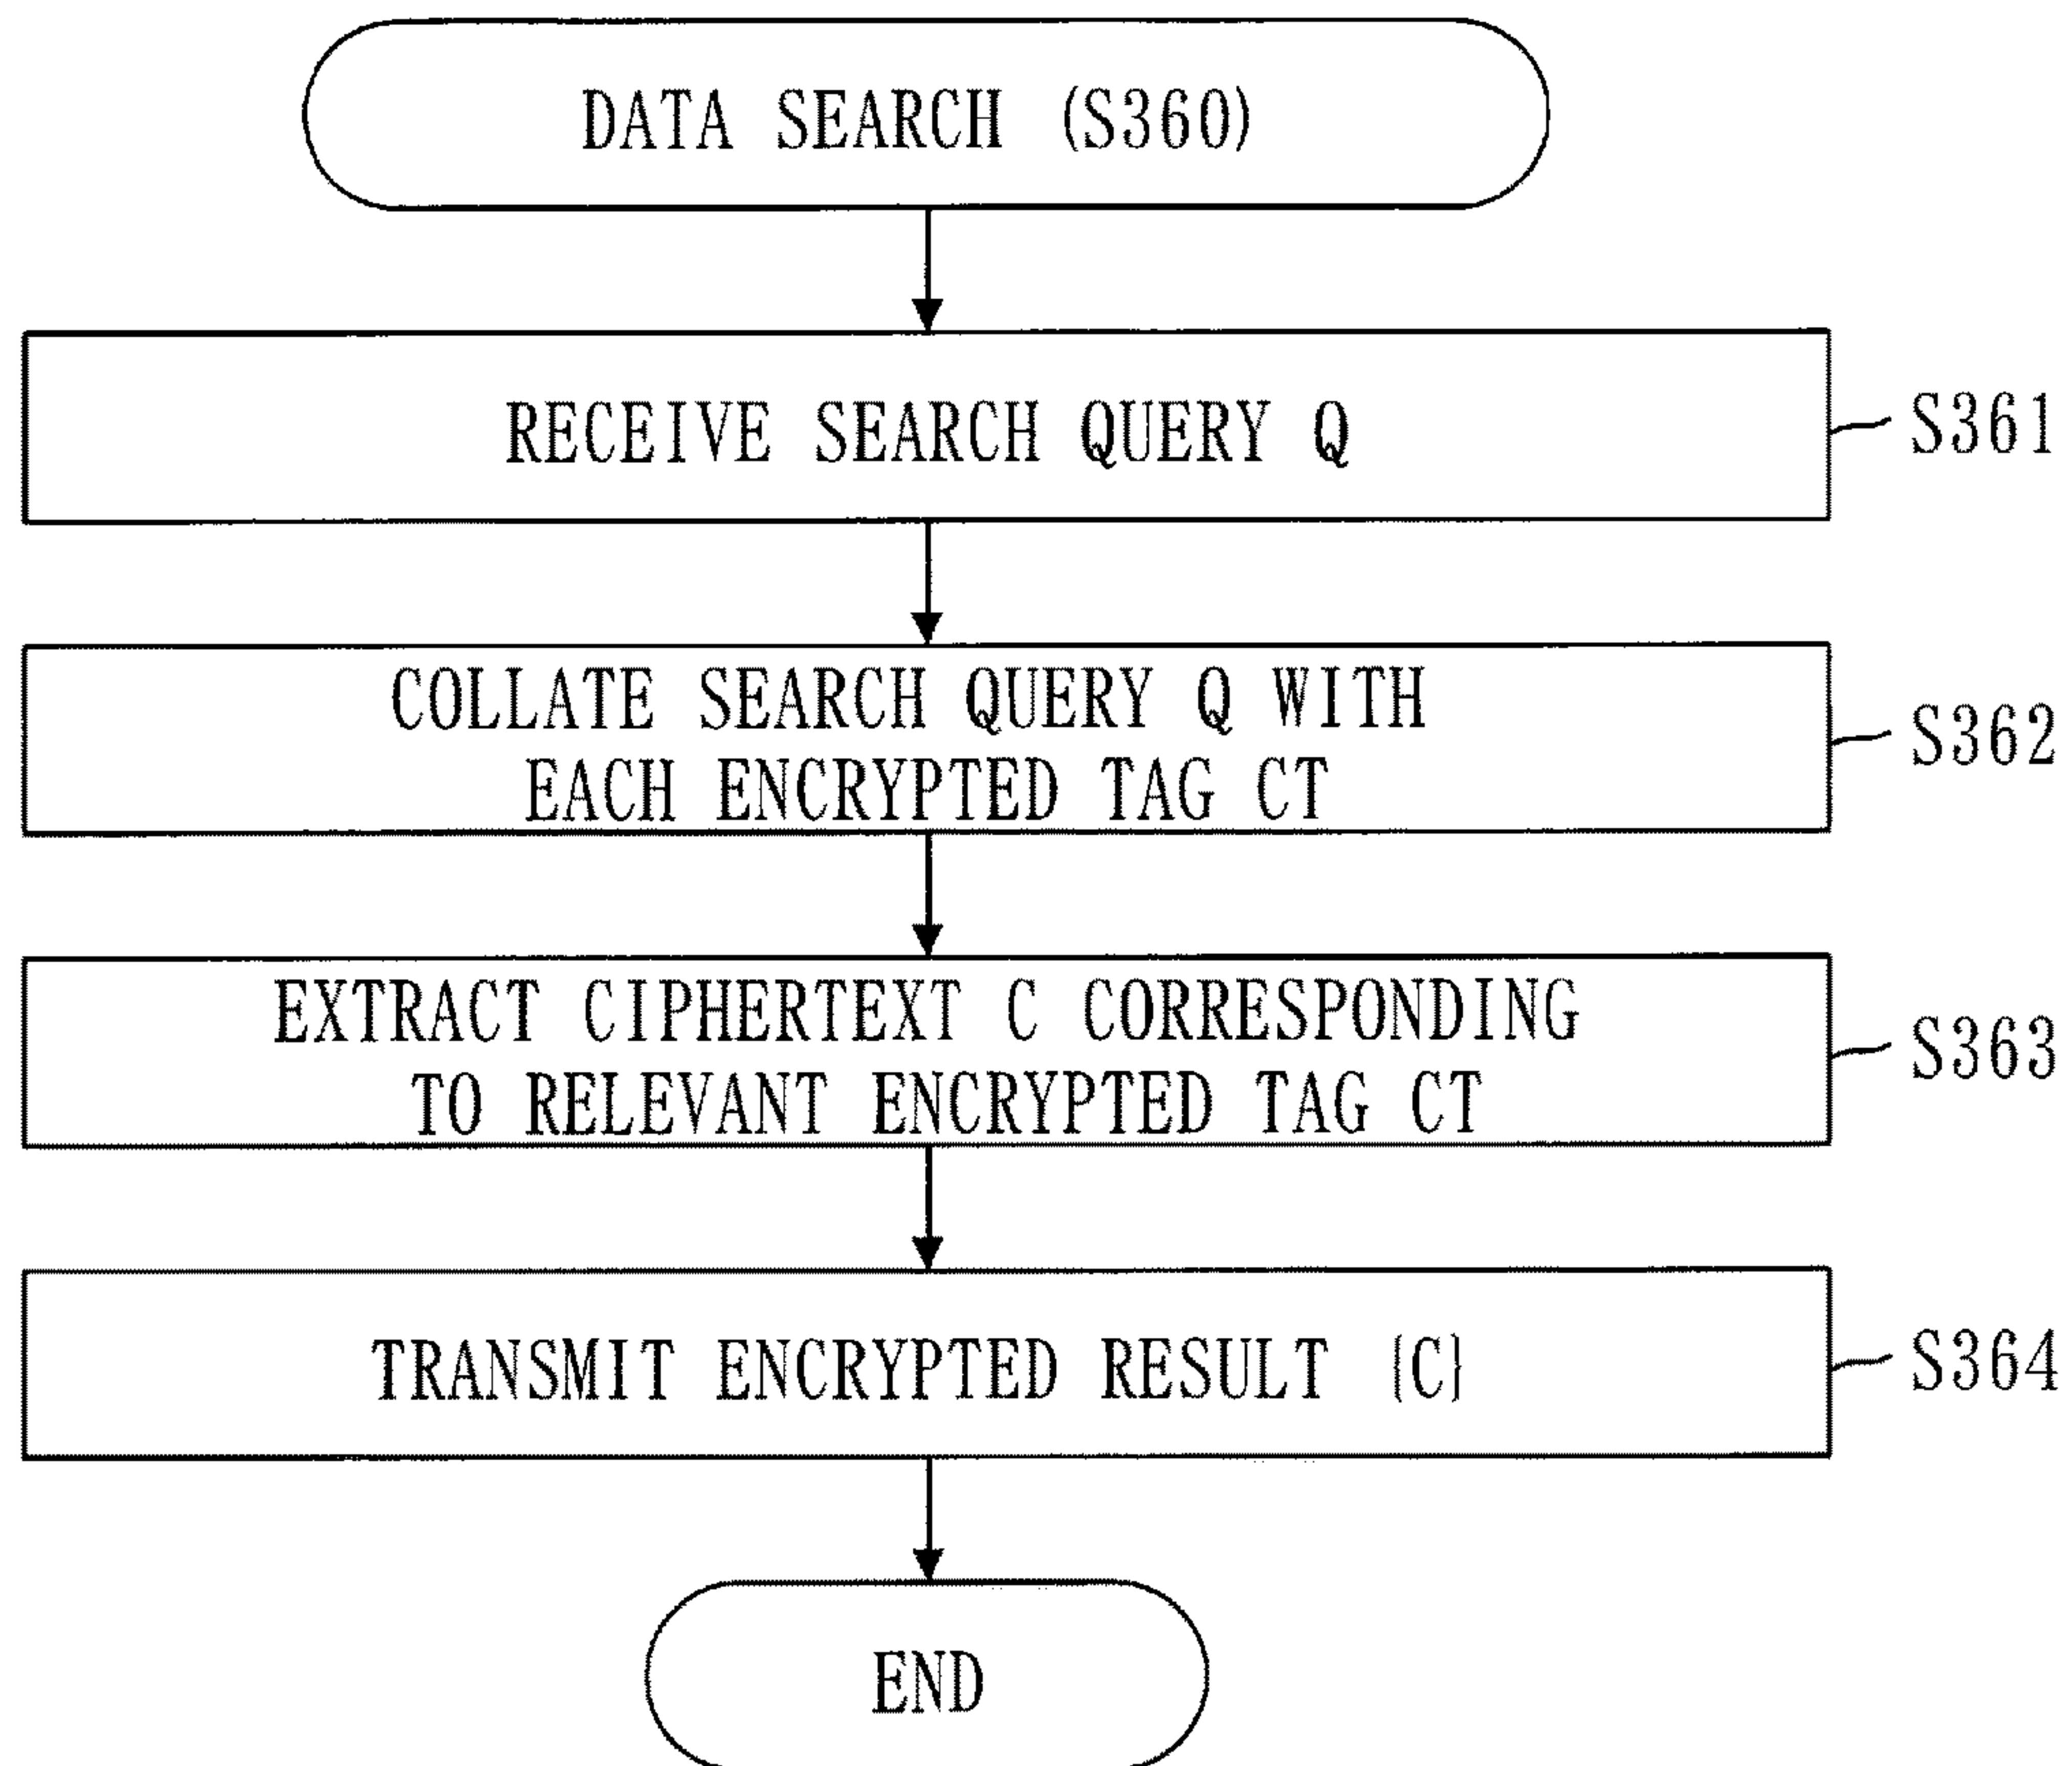 DATA SEARCH (S360)
RECEIVE SEARCH QUERY Q
S361
COLLATE SEARCH QUERY Q WITH
EACH ENCRYPTED TAG CT
S362
EXTRACT CIPHERTEXT C CORRESPONDING
TO RELEVANT ENCRYPTED TAG CT
S363
TRANSMIT ENCRYPTED RESULT {C}
S364
END